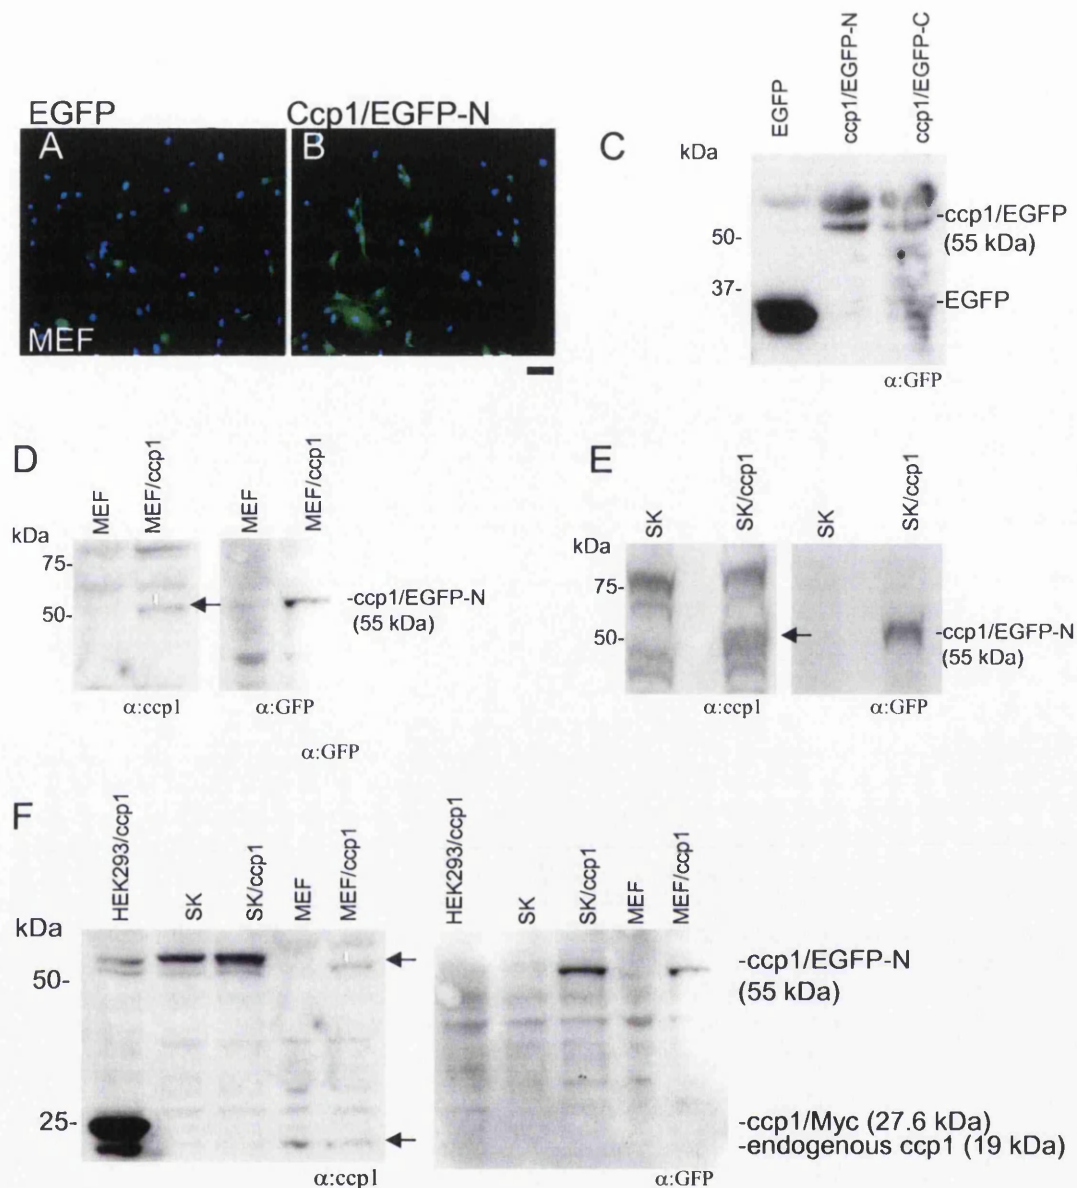 EGFP Ccp1/EGFP-N
A B
MEF
C
EGFP ccp1/EGFP-N ccp1/EGFP-C
kDa
-ccp1/EGFP
(55 kDa)
50-
37-
-EGFP
α:GFP
D
MEF MEF/ccp1 MEF MEF/ccp1
kDa
75-
50-
-ccp1/EGFP-N
(55 kDa)
α:ccp1 α:GFP
α:GFP
E
SK SK/ccp1 SK SK/ccp1
kDa
75-
50-
-ccp1/EGFP-N
(55 kDa)
α:ccp1 α:GFP
F
HEK293/ccp1 SK SK/ccp1 MEF MEF/ccp1 HEK293/ccp1 SK SK/ccp1 MEF MEF/ccp1
kDa
50-
-ccp1/EGFP-N
(55 kDa)
25-
-ccp1/Myc (27.6 kDa)
-endogenous ccp1 (19 kDa)
α:ccp1 α:GFP